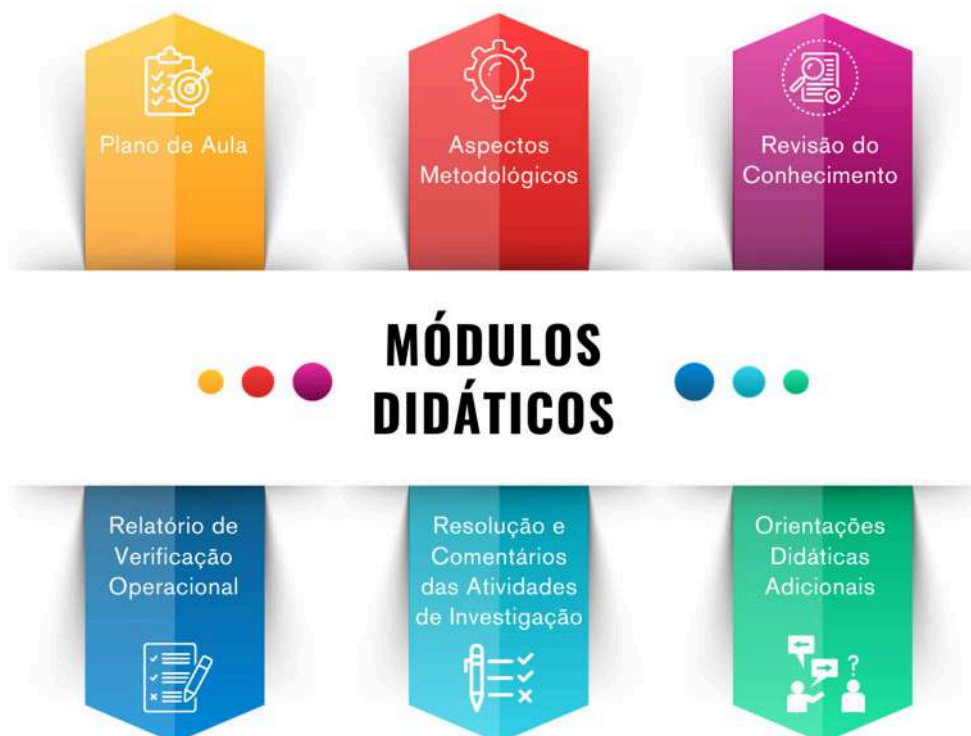 Plano de Aula
Aspectos
Metodológicos
Revisão do
Conhecimento
MÓDULOS
DIDÁTICOS
Relatório de
Verificação
Operacional
Resolução e
Comentários
das Atividades
de Investigação
Orientações
Didáticas
Adicionais
?